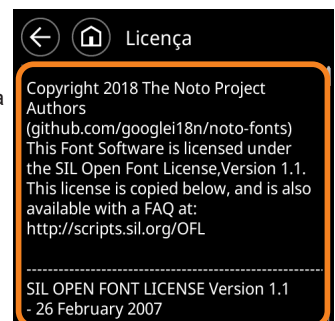 Licença
a
Copyright 2018 The Noto Project
Authors
(github.com/googlei18n/noto-fonts)
This Font Software is licensed under
the SIL Open Font License,Version 1.1.
This license is copied below, and is also
available with a FAQ at:
http://scripts.sil.org/OFL
-----------------------------------------------------------
SIL OPEN FONT LICENSE Version 1.1
- 26 February 2007